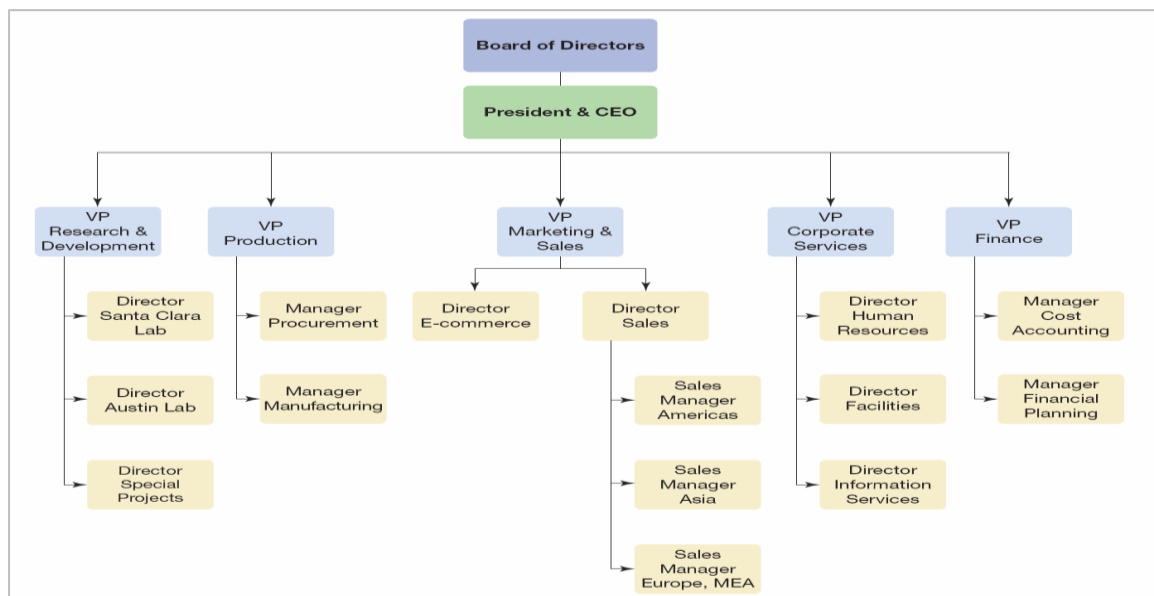 Board of Directors
President & CEO
VP
Research &
Development
VP
Production
VP
Marketing &
Sales
VP
Corporate
Services
VP
Finance
Director
Santa Clara
Lab
Director
Austin Lab
Director
Special
Projects
Manager
Procurement
Manager
Manufacturing
Director
E-commerce
Director
Sales
Sales
Manager
Americas
Sales
Manager
Asia
Sales
Manager
Europe, MEA
Director
Human
Resources
Director
Facilities
Director
Information
Services
Manager
Cost
Accounting
Manager
Financial
Planning